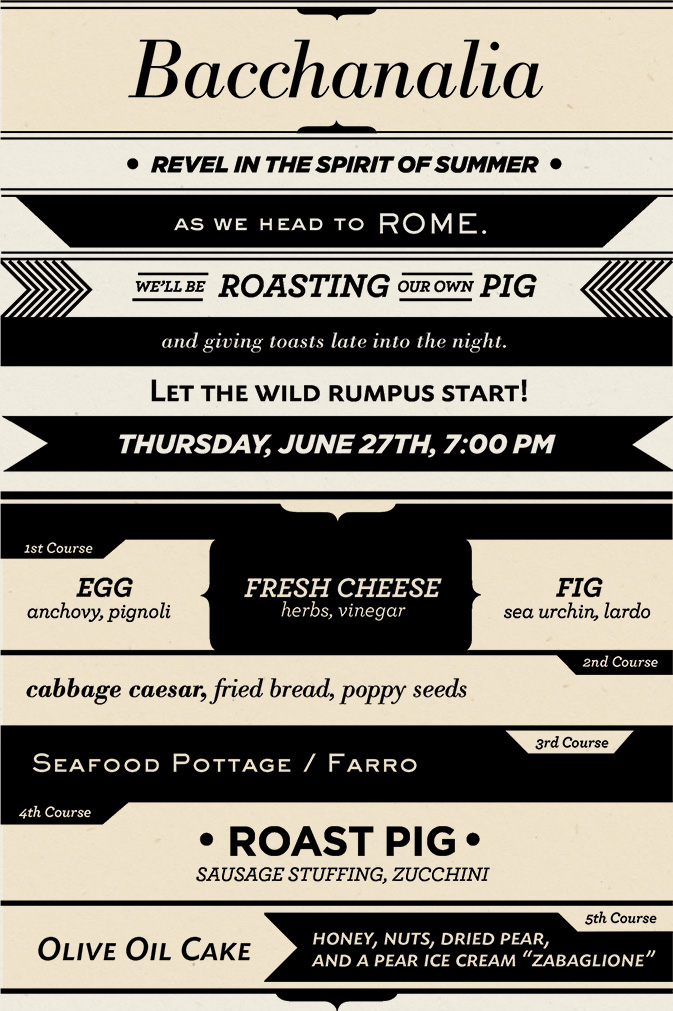 Bacchanalia
• REVEL IN THE SPIRIT OF SUMMER •
AS WE HEAD TO ROME.
WE'LL BE ROASTING OUR OWN PIG
and giving toasts late into the night.
LET THE WILD RUMPUS START!
THURSDAY, JUNE 27TH, 7:00 PM
1st Course
EGG
anchovy, pignoli
FRESH CHEESE
herbs, vinegar
FIG
sea urchin, lardo
2nd Course
cabbage caesar, fried bread, poppy seeds
3rd Course
SEAFOOD POTTAGE / FARRO
4th Course
• ROAST PIG •
SAUSAGE STUFFING, ZUCCHINI
5th Course
OLIVE OIL CAKE
HONEY, NUTS, DRIED PEAR,
AND A PEAR ICE CREAM “ZABAGLIONE”